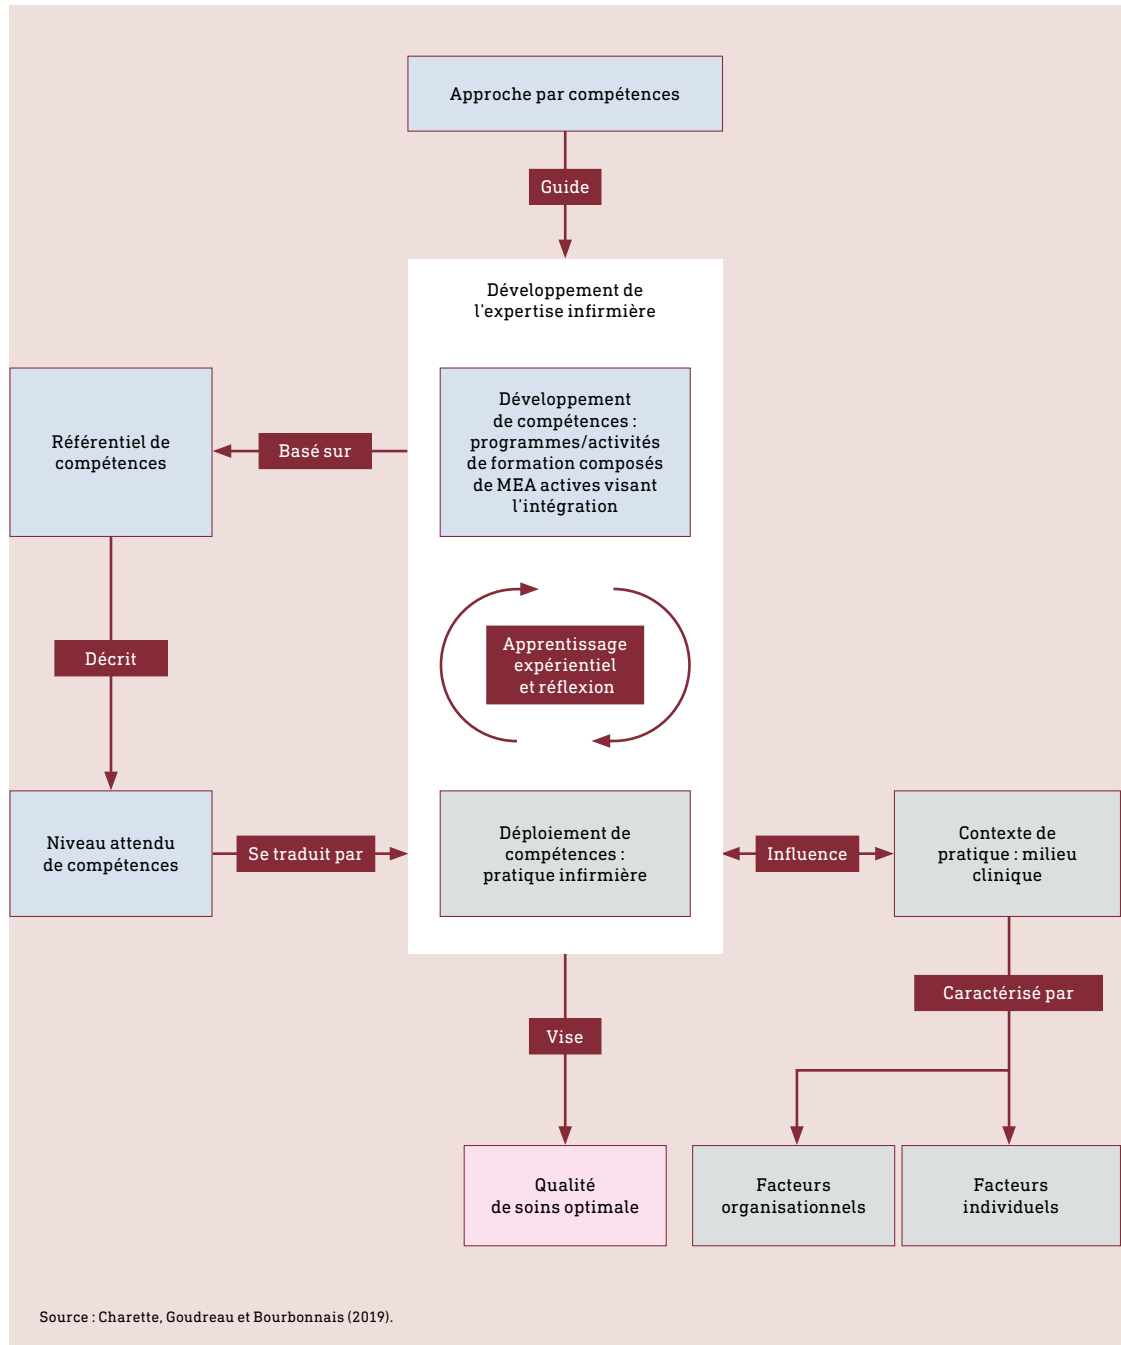 Approche par compétences
Guide
Développement de
l'expertise infirmière
Référentiel de
compétences
Basé sur
Développement
de compétences :
programmes/activités
de formation composés
de MEA actives visant
l'intégration
Décrit
Apprentissage
expérientiel
et réflexion
Niveau attendu
de compétences
Se traduit par
Déploiement de
compétences :
pratique infirmière
Influence
Contexte de
pratique : milieu
clinique
Caractérisé par
Vise
Qualité
de soins optimale
Facteurs
organisationnels
Facteurs
individuels
Source : Charette, Goudreau et Bourbonnais (2019).